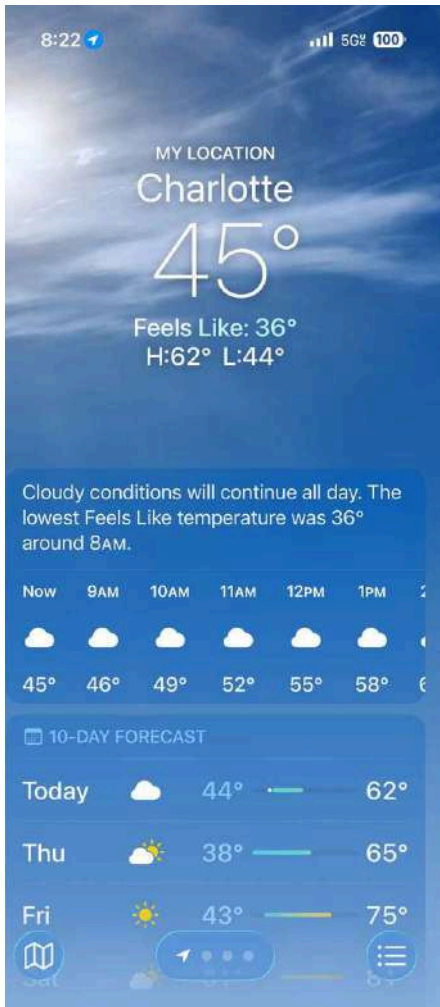 8:22
5G 100
MY LOCATION
Charlotte
45°
Feels Like: 36°
H:62° L:44°
Cloudy conditions will continue all day. The
lowest Feels Like temperature was 36°
around 8AM.
Now 9AM 10AM 11AM 12PM 1PM
45° 46° 49° 52° 55° 58°
10-DAY FORECAST
Today 44° 62°
Thu 38° 65°
Fri 43° 75°
Sat